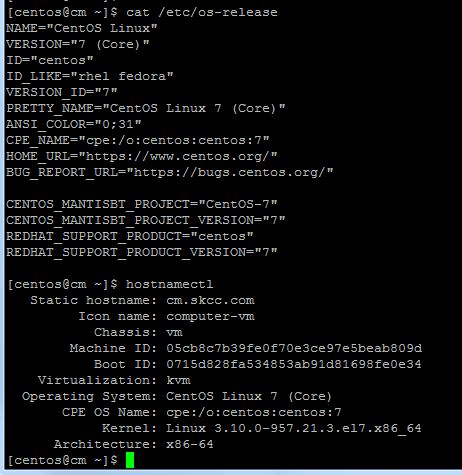 [centos@cm ~]$ cat /etc/os-release
NAME="CentOS Linux"
VERSION="7 (Core)"
ID="centos"
ID_LIKE="rhel fedora"
VERSION_ID="7"
PRETTY_NAME="CentOS Linux 7 (Core)"
ANSI_COLOR="0;31"
CPE_NAME="cpe:/o:centos:centos:7"
HOME_URL="https://www.centos.org/"
BUG_REPORT_URL="https://bugs.centos.org/"

CENTOS_MANTISBT_PROJECT="CentOS-7"
CENTOS_MANTISBT_PROJECT_VERSION="7"
REDHAT_SUPPORT_PRODUCT="centos"
REDHAT_SUPPORT_PRODUCT_VERSION="7"

[centos@cm ~]$ hostnamectl
Static hostname: cm.skcc.com
Icon name: computer-vm
Chassis: vm
Machine ID: 05cb8c7b39fe0f70e3ce97e5beab809d
Boot ID: 0715d828fa534853ab91d81698fe0e34
Virtualization: kvm
Operating System: CentOS Linux 7 (Core)
CPE OS Name: cpe:/o:centos:centos:7
Kernel: Linux 3.10.0-957.21.3.el7.x86_64
Architecture: x86-64
[centos@cm ~]$